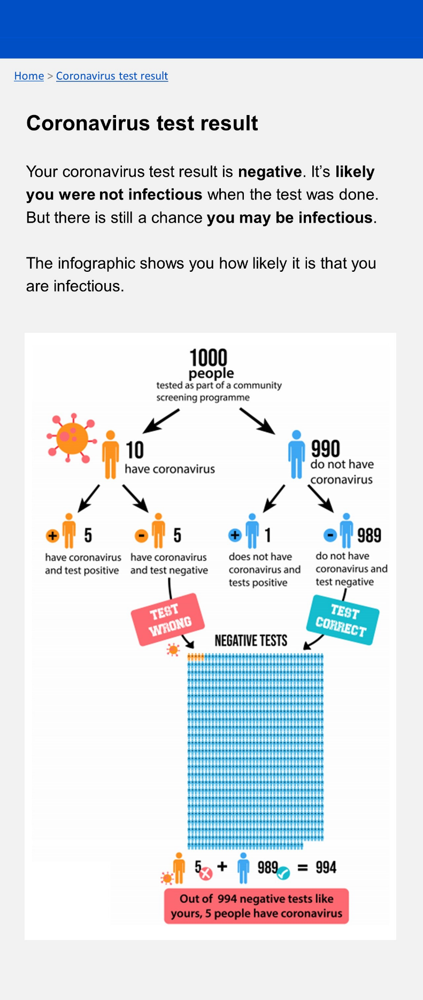 Home > Coronavirus test result
Coronavirus test result
Your coronavirus test result is negative. It’s likely
you were not infectious when the test was done.
But there is still a chance you may be infectious.
The infographic shows you how likely it is that you
are infectious.
1000
people
tested as part of a community
screening programme
10
have coronavirus
990
do not have
coronavirus
+ 5
have coronavirus
and test positive
- 5
have coronavirus
and test negative
+ 1
does not have
coronavirus and
tests positive
- 989
do not have
coronavirus and
test negative
TEST
WRONG
TEST
CORRECT
NEGATIVE TESTS
5 + 989 = 994
Out of 994 negative tests like
yours, 5 people have coronavirus